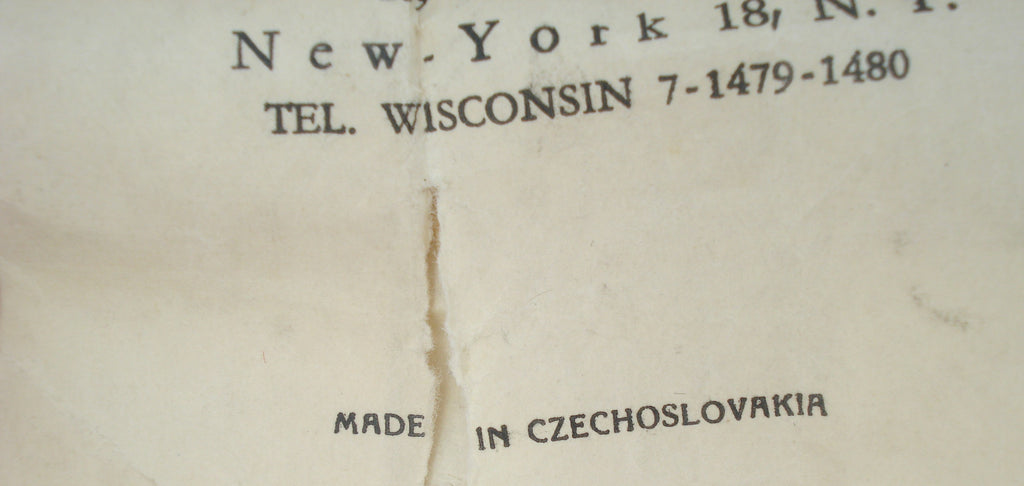 New-York 18, N. Y.
TEL. WISCONSIN 7-1479-1480
MADE IN CZECHOSLOVAKIA